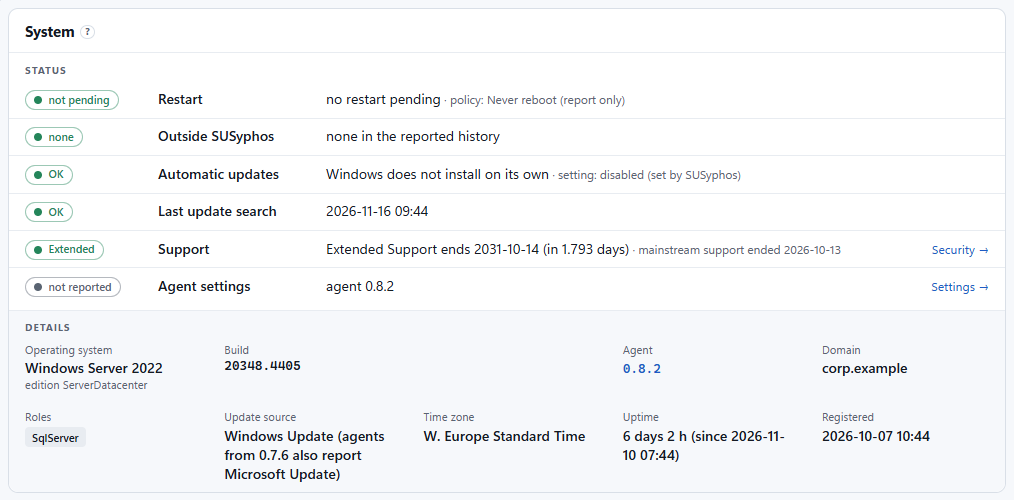 System ?
STATUS
not pending Restart no restart pending · policy: Never reboot (report only)
none Outside SUSyphos none in the reported history
OK Automatic updates Windows does not install on its own · setting: disabled (set by SUSyphos)
OK Last update search 2026-11-16 09:44
Extended Support Extended Support ends 2031-10-14 (in 1.793 days) · mainstream support ended 2026-10-13 Security →
not reported Agent settings agent 0.8.2 Settings →
DETAILS
Operating system Build Agent Domain
Windows Server 2022 20348.4405 0.8.2 corp.example
edition ServerDatacenter
Roles Update source Time zone Uptime Registered
SqlServer Windows Update (agents W. Europe Standard Time 6 days 2 h (since 2026-11- 2026-10-07 10:44
from 0.7.6 also report 10 07:44)
Microsoft Update)